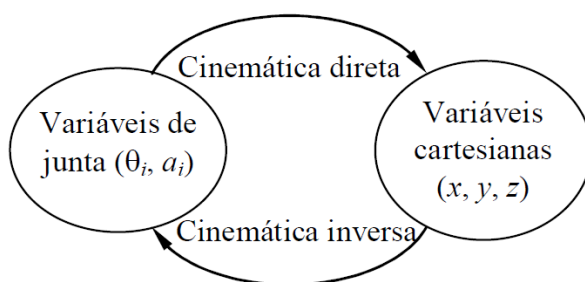 Cinemática direta
Variáveis de
junta (θi, ai)
Variáveis
cartesianas
(x, y, z)
Cinemática inversa